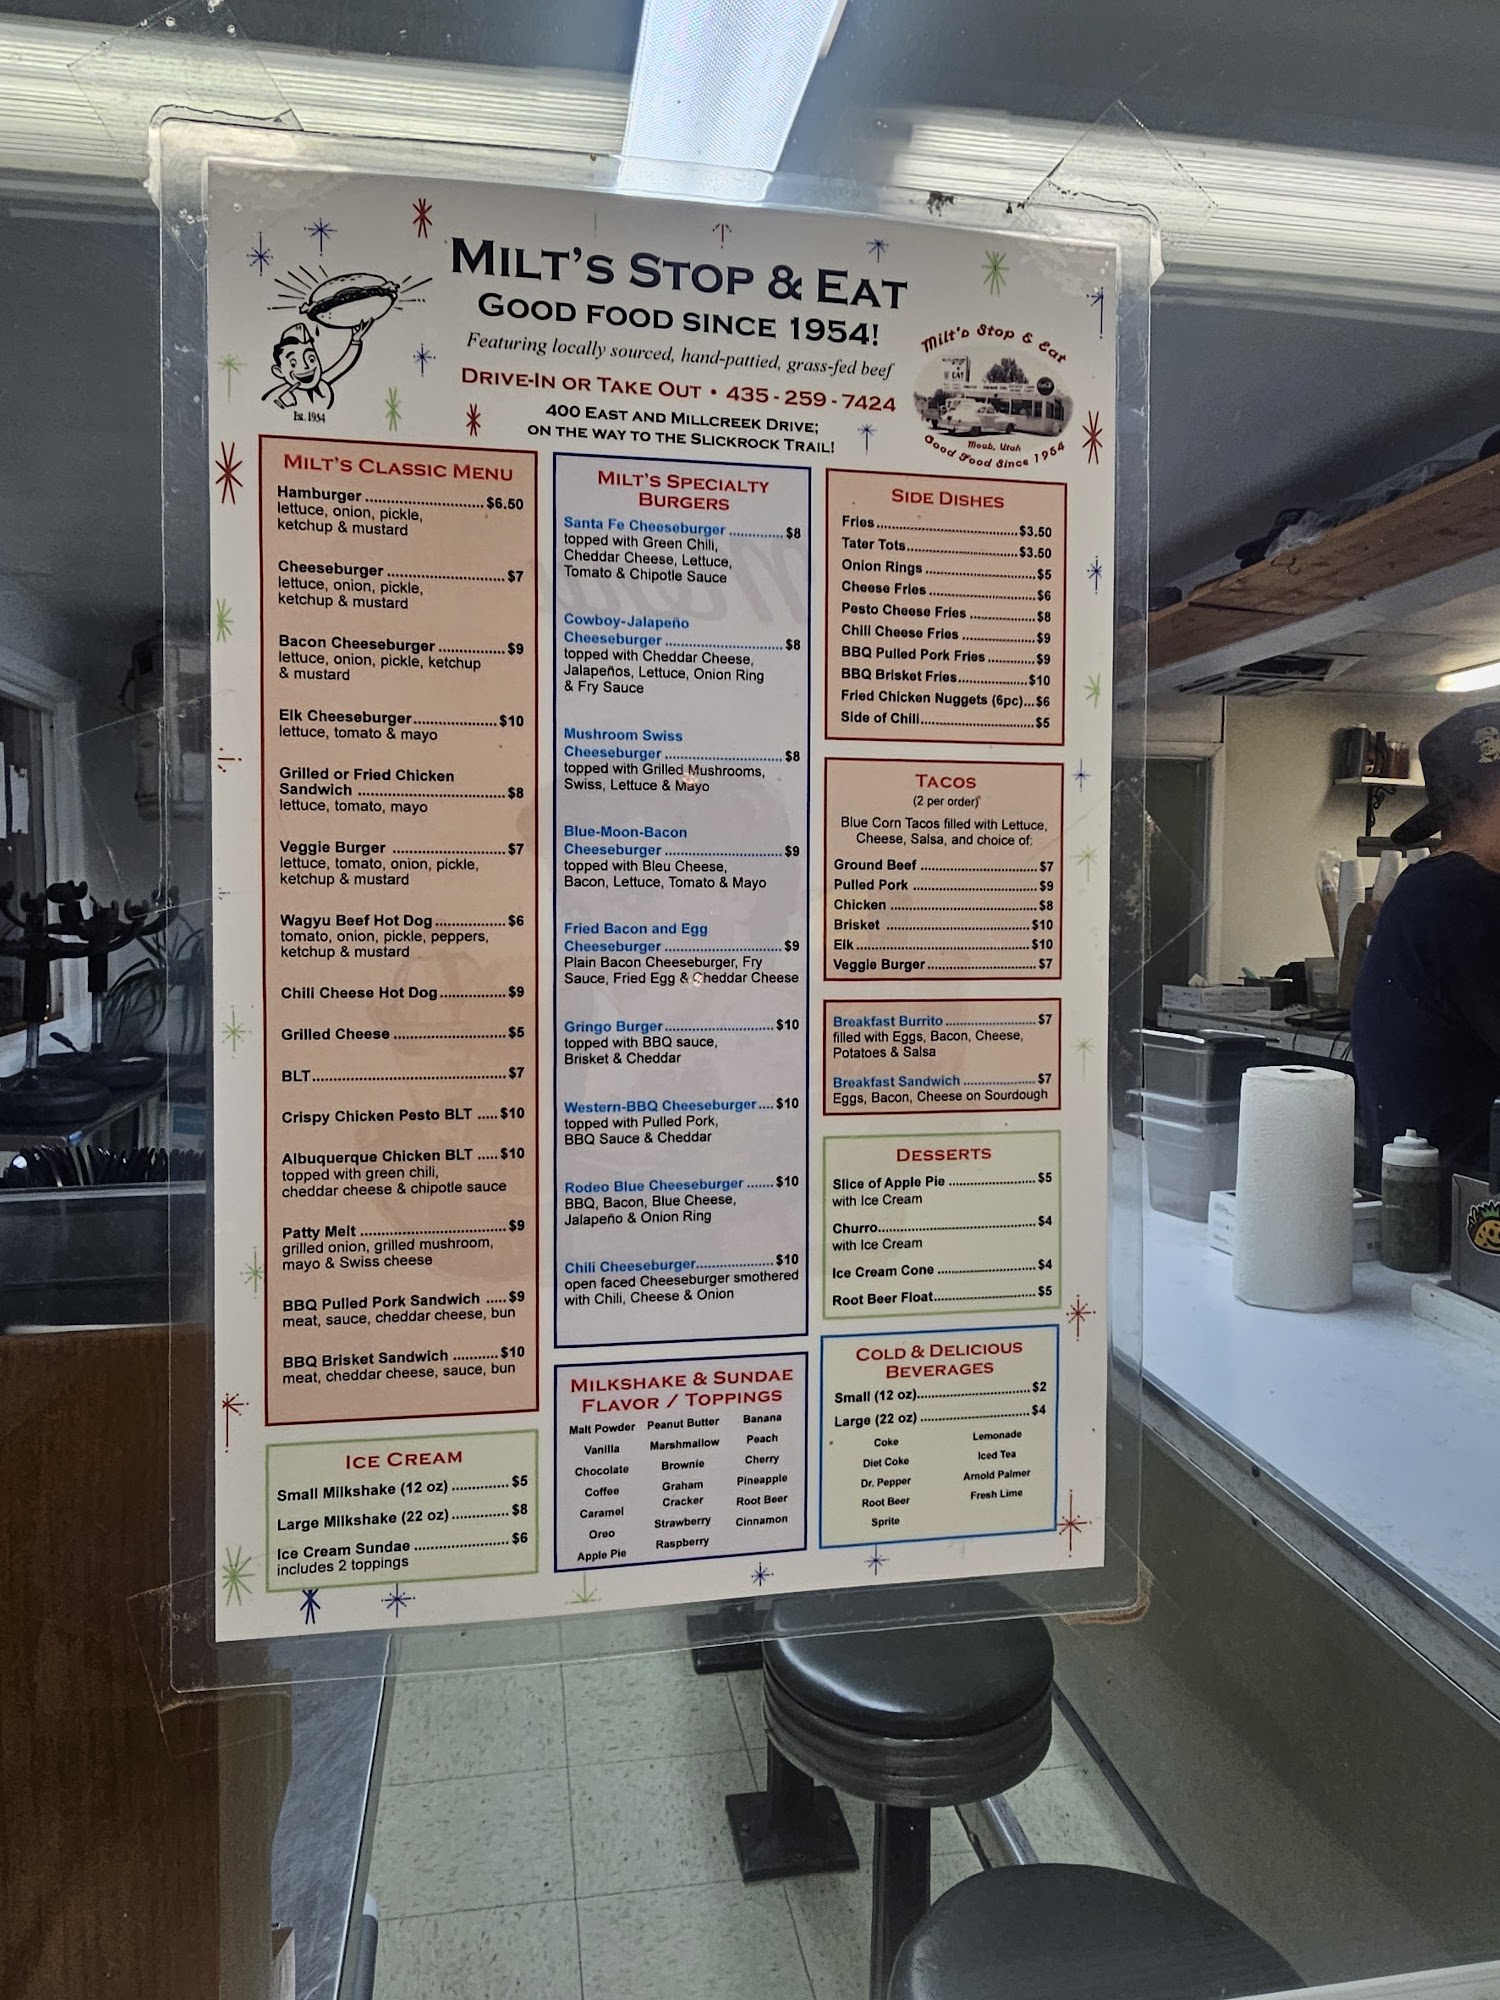 MILT'S STOP & EAT
GOOD FOOD SINCE 1954!
Featuring locally sourced, hand-pattied, grass-fed beef
DRIVE-IN OR TAKE OUT • 435-259-7424
400 EAST AND MILLCREEK DRIVE;
ON THE WAY TO THE SLICKROCK TRAIL!
Est. 1954
Milt's Stop & Eat
STOP
&
EAT
Moab, Utah
Good Food Since 1954
MILT'S CLASSIC MENU
Hamburger ........................ $6.50
lettuce, onion, pickle,
ketchup & mustard
Cheeseburger ........................ $7
lettuce, onion, pickle,
ketchup & mustard
Bacon Cheeseburger ............... $9
lettuce, onion, pickle, ketchup
& mustard
Elk Cheeseburger.................. $10
lettuce, tomato & mayo
Grilled or Fried Chicken
Sandwich ............................... $8
lettuce, tomato, mayo
Veggie Burger ........................ $7
lettuce, tomato, onion, pickle,
ketchup & mustard
Wagyu Beef Hot Dog............... $6
tomato, onion, pickle, peppers,
ketchup & mustard
Chili Cheese Hot Dog............... $9
Grilled Cheese ........................ $5
BLT......................................... $7
Crispy Chicken Pesto BLT ..... $10
Albuquerque Chicken BLT ..... $10
topped with green chili,
cheddar cheese & chipotle sauce
Patty Melt ............................... $9
grilled onion, grilled mushroom,
mayo & Swiss cheese
BBQ Pulled Pork Sandwich ..... $9
meat, sauce, cheddar cheese, bun
BBQ Brisket Sandwich .......... $10
meat, cheddar cheese, sauce, bun
ICE CREAM
Small Milkshake (12 oz) ............. $5
Large Milkshake (22 oz) ............. $8
Ice Cream Sundae ...................... $6
includes 2 toppings
MILT'S SPECIALTY
BURGERS
Santa Fe Cheeseburger ............. $8
topped with Green Chili,
Cheddar Cheese, Lettuce,
Tomato & Chipotle Sauce
Cowboy-Jalapeño
Cheeseburger ........................... $8
topped with Cheddar Cheese,
Jalapeños, Lettuce, Onion Ring
& Fry Sauce
Mushroom Swiss
Cheeseburger ........................... $8
topped with Grilled Mushrooms,
Swiss, Lettuce & Mayo
Blue-Moon-Bacon
Cheeseburger ........................... $9
topped with Bleu Cheese,
Bacon, Lettuce, Tomato & Mayo
Fried Bacon and Egg
Cheeseburger ........................... $9
Plain Bacon Cheeseburger, Fry
Sauce, Fried Egg & Cheddar Cheese
Gringo Burger......................... $10
topped with BBQ sauce,
Brisket & Cheddar
Western-BBQ Cheeseburger.... $10
topped with Pulled Pork,
BBQ Sauce & Cheddar
Rodeo Blue Cheeseburger ....... $10
BBQ, Bacon, Blue Cheese,
Jalapeño & Onion Ring
Chili Cheeseburger.................. $10
open faced Cheeseburger smothered
with Chili, Cheese & Onion
MILKSHAKE & SUNDAE
FLAVOR / TOPPINGS
Malt Powder
Vanilla
Chocolate
Coffee
Caramel
Oreo
Apple Pie
Peanut Butter
Marshmallow
Brownie
Graham
Cracker
Strawberry
Raspberry
Banana
Peach
Cherry
Pineapple
Root Beer
Cinnamon
SIDE DISHES
Fries.................................. $3.50
Tater Tots........................... $3.50
Onion Rings ........................... $5
Cheese Fries .......................... $6
Pesto Cheese Fries ................ $8
Chili Cheese Fries .................. $9
BBQ Pulled Pork Fries ............ $9
BBQ Brisket Fries................. $10
Fried Chicken Nuggets (6pc)... $6
Side of Chili........................... $5
TACOS
(2 per order)
Blue Corn Tacos filled with Lettuce,
Cheese, Salsa, and choice of:
Ground Beef ........................... $7
Pulled Pork ............................ $9
Chicken ................................. $8
Brisket ................................. $10
Elk........................................ $10
Veggie Burger........................ $7
Breakfast Burrito .................... $7
filled with Eggs, Bacon, Cheese,
Potatoes & Salsa
Breakfast Sandwich ................ $7
Eggs, Bacon, Cheese on Sourdough
DESSERTS
Slice of Apple Pie ................... $5
with Ice Cream
Churro................................... $4
with Ice Cream
Ice Cream Cone ...................... $4
Root Beer Float....................... $5
COLD & DELICIOUS
BEVERAGES
Small (12 oz)........................... $2
Large (22 oz) .......................... $4
Coke
Diet Coke
Dr. Pepper
Root Beer
Sprite
Lemonade
Iced Tea
Arnold Palmer
Fresh Lime